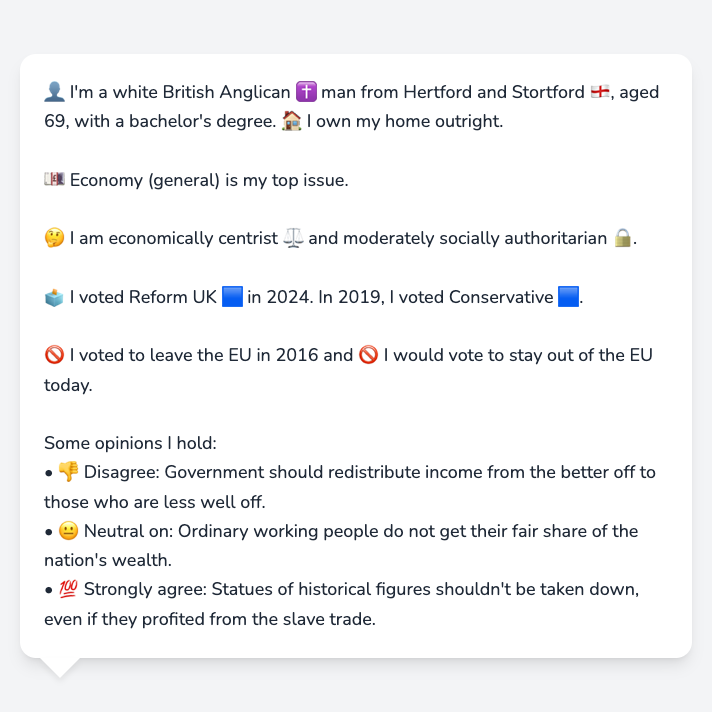 👤 I'm a white British Anglican ✝️ man from Hertford and Stortford 🏴󠁧󠁢󠁥󠁮󠁧󠁿, aged
69, with a bachelor's degree. 🏠 I own my home outright.
💷 Economy (general) is my top issue.
🤔 I am economically centrist ⚖️ and moderately socially authoritarian 🔒.
🗳️ I voted Reform UK 🟦 in 2024. In 2019, I voted Conservative 🟦.
🚫 I voted to leave the EU in 2016 and 🚫 I would vote to stay out of the EU
today.
Some opinions I hold:
• 👎 Disagree: Government should redistribute income from the better off to
those who are less well off.
• 😐 Neutral on: Ordinary working people do not get their fair share of the
nation's wealth.
• 💯 Strongly agree: Statues of historical figures shouldn't be taken down,
even if they profited from the slave trade.